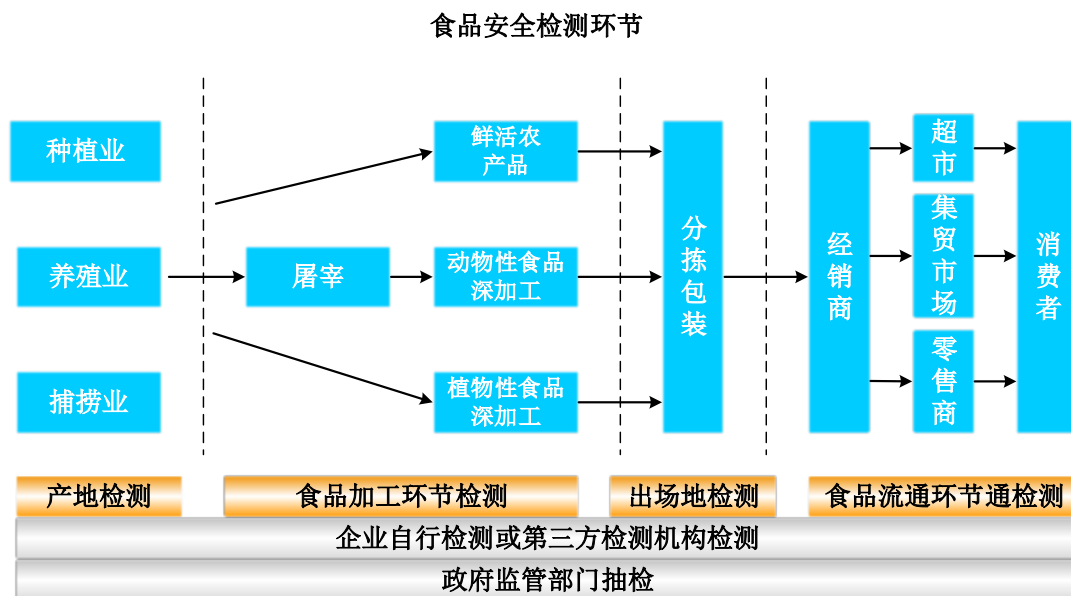 食品安全检测环节
种植业
养殖业
捕捞业
屠宰
鲜活农
产品
动物性食品
深加工
植物性食品
深加工
分拣包装
经销商
超市
集贸市场
零售商
消费者
产地检测
食品加工环节检测
出场地检测
食品流通环节通检测
企业自行检测或第三方检测机构检测
政府监管部门抽检